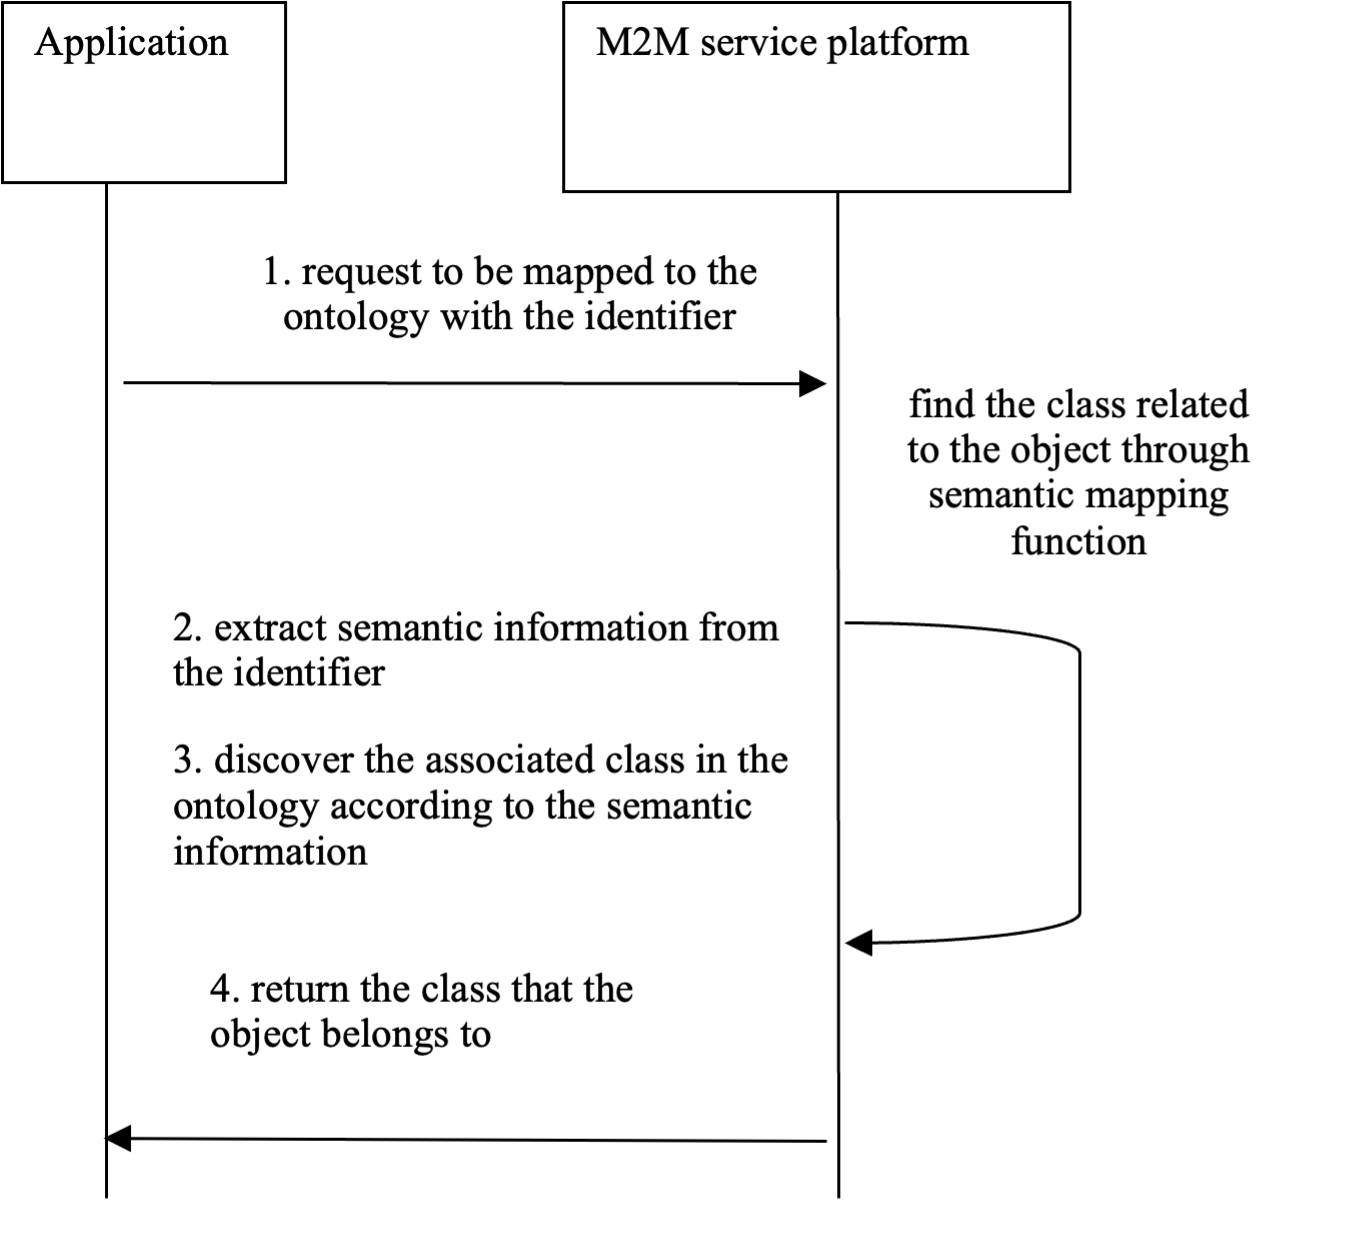 Application
M2M service platform
1. request to be mapped to the
ontology with the identifier
find the class related
to the object through
semantic mapping
function
2. extract semantic information from
the identifier
3. discover the associated class in the
ontology according to the semantic
information
4. return the class that the
object belongs to